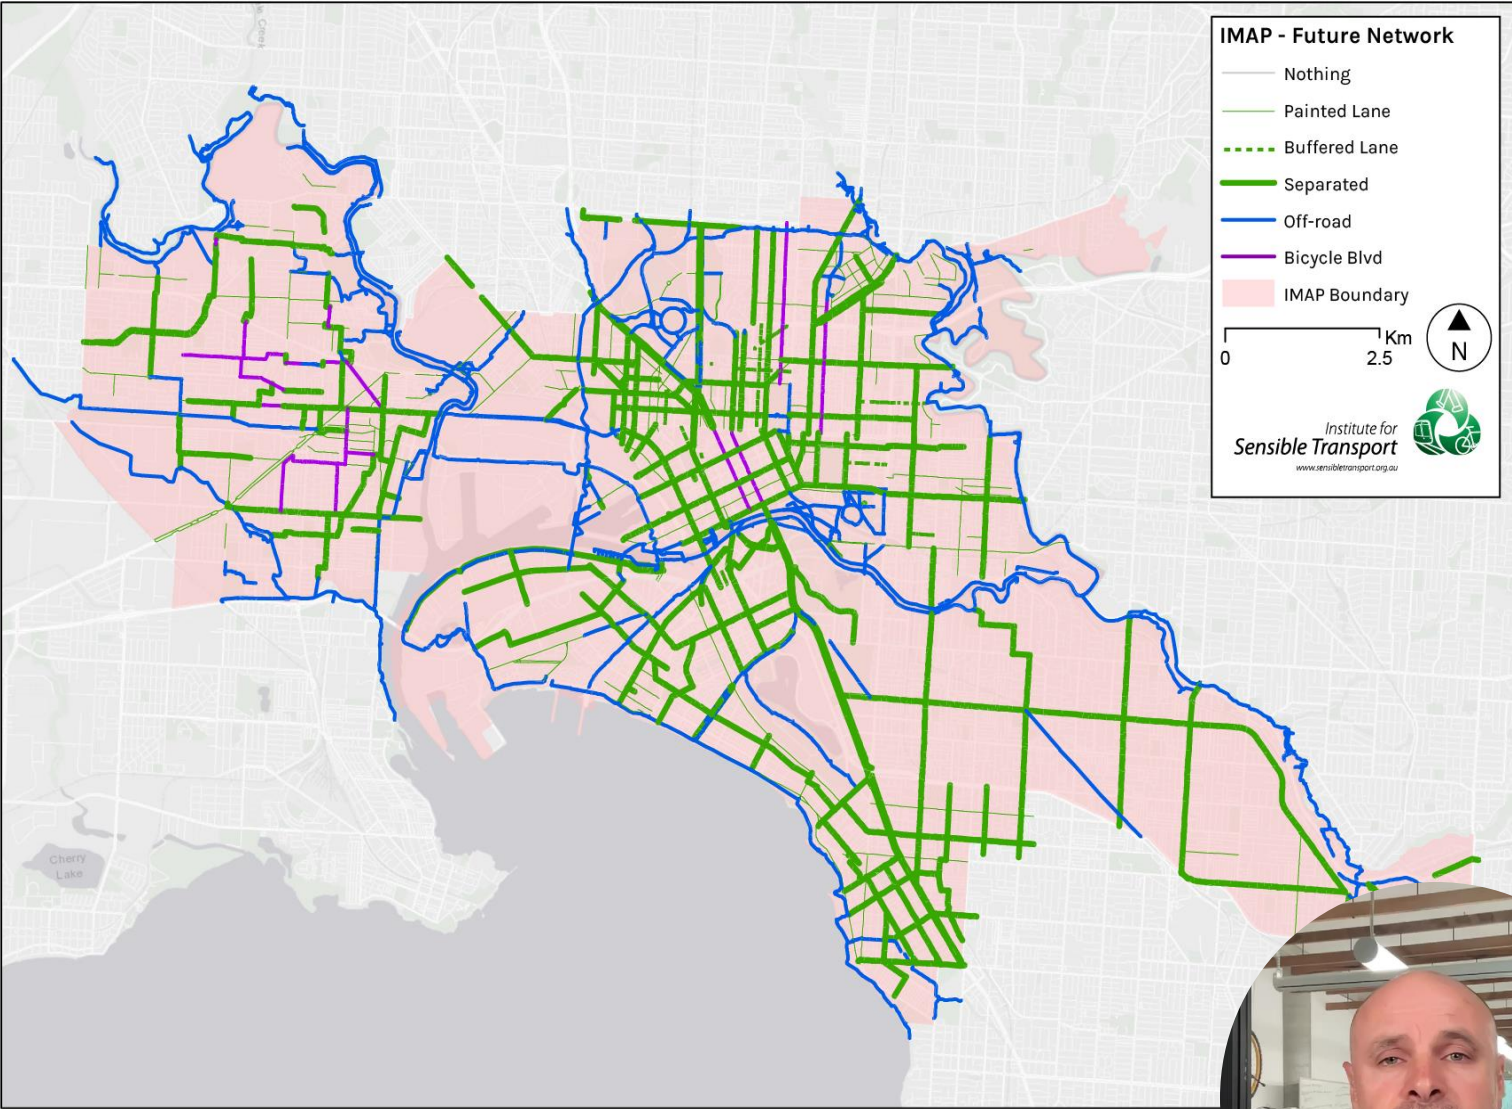 IMAP - Future Network
Nothing
Painted Lane
Buffered Lane
Separated
Off-road
Bicycle Blvd
IMAP Boundary
Km
0 2.5
N
Institute for
Sensible Transport
www.sensibletransport.org.au
Creek
Cherry
Lake